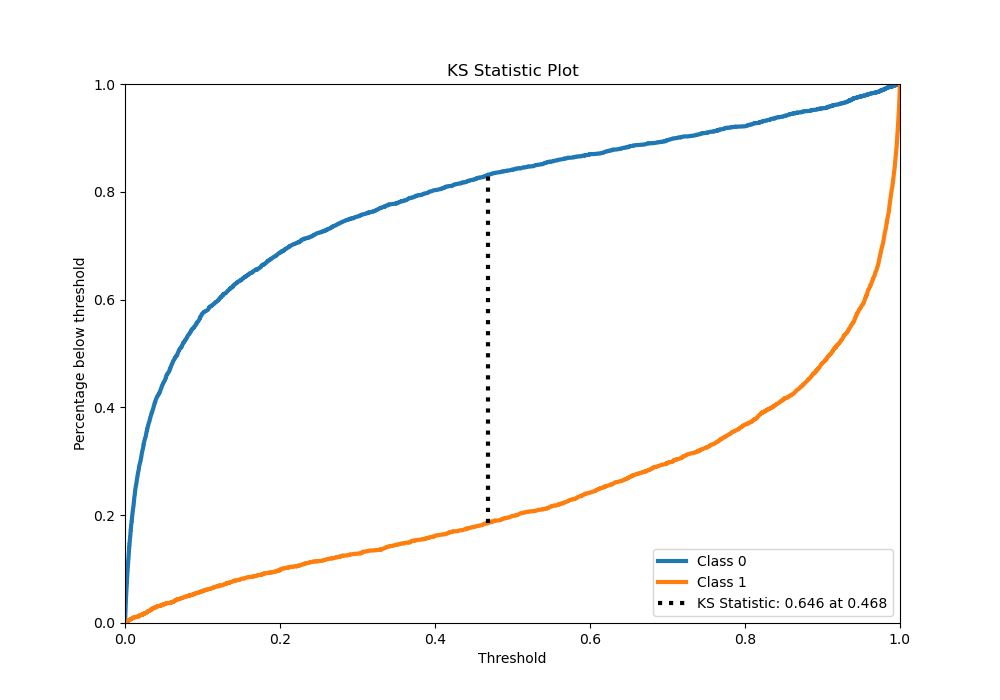 KS Statistic Plot
1.0
0.8
0.6
0.4
0.2
0.0
Percentage below threshold
0.0 0.2 0.4 0.6 0.8 1.0
Threshold
Class 0
Class 1
KS Statistic: 0.646 at 0.468